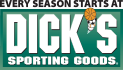 EVERY SEASON STARTS AT
DICK'S
SPORTING GOODS.